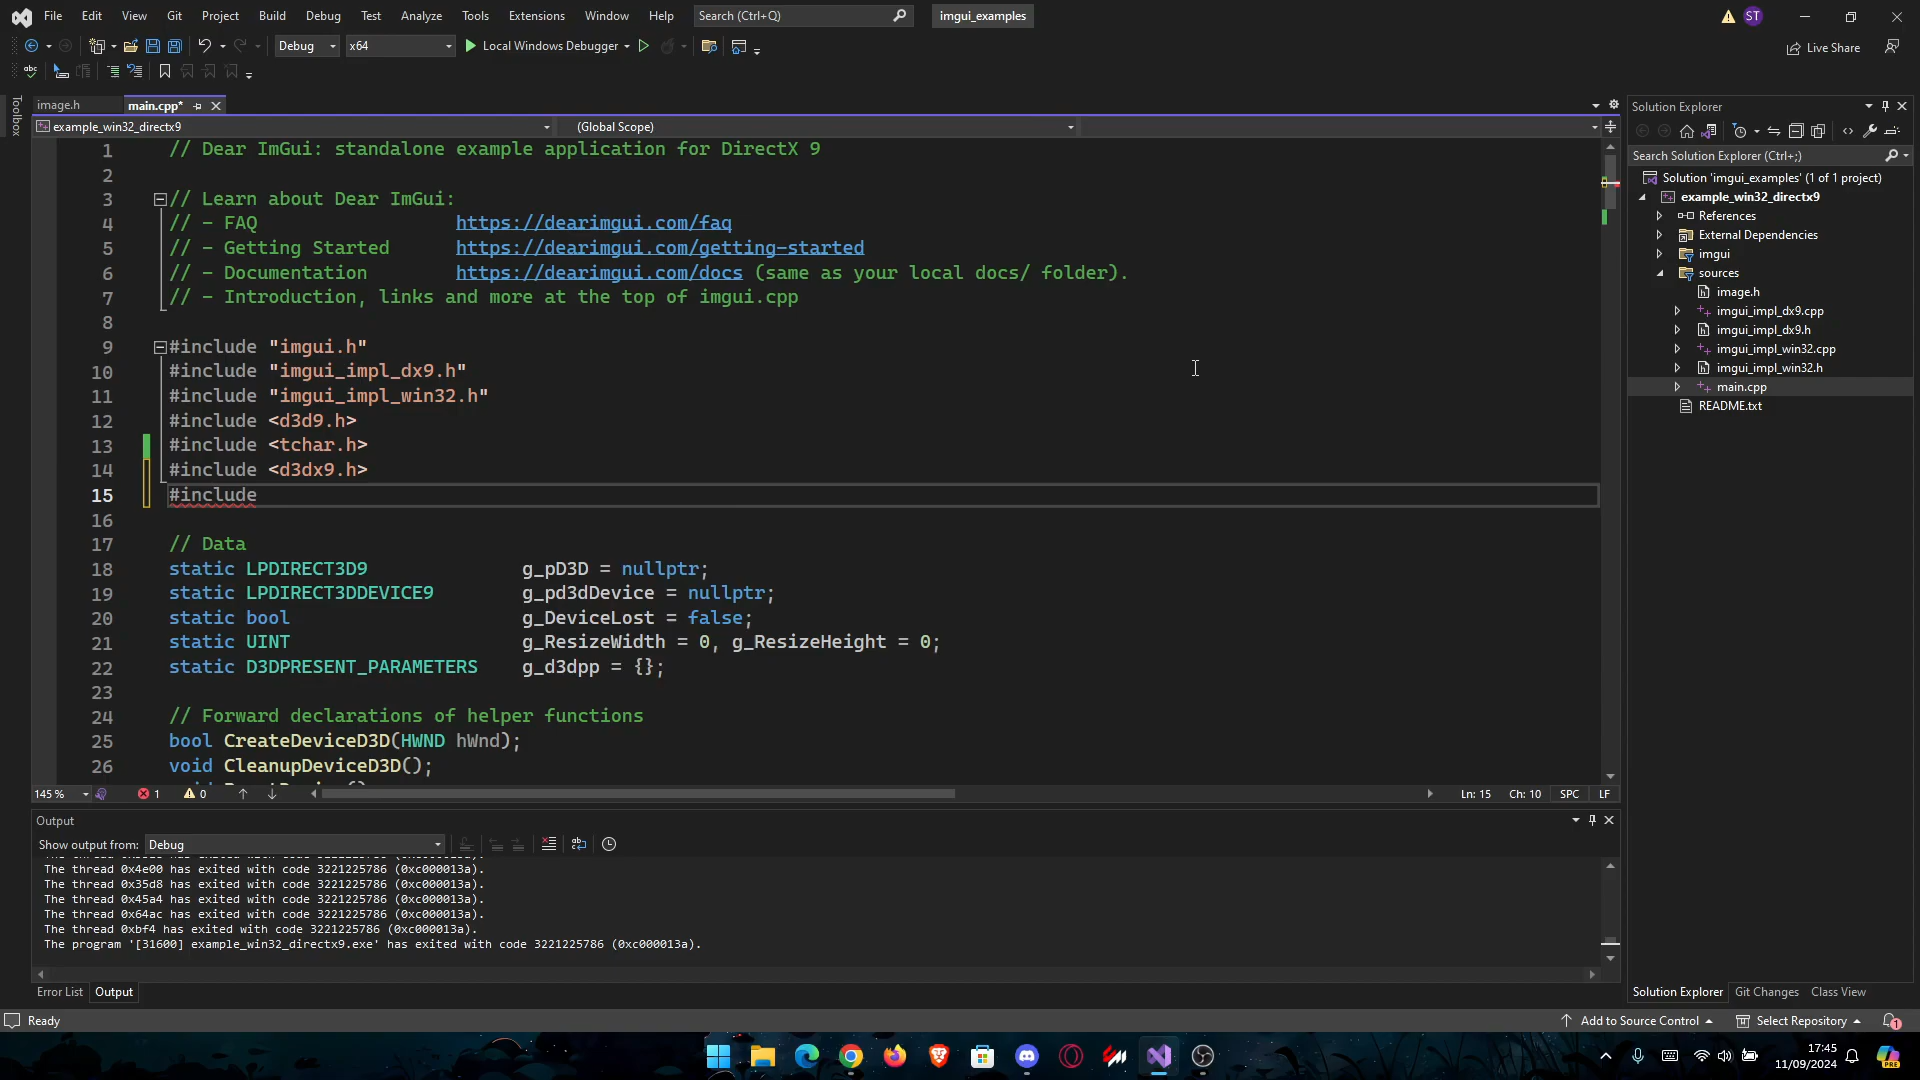 File Edit View Git Project Build Debug Test Analyze Tools Extensions Window Help Search (Ctrl+Q) imgui_examples ST
Debug x64 Local Windows Debugger Live Share
abc
Toolbox
image.h main.cpp*
example_win32_directx9 (Global Scope)
1 // Dear ImGui: standalone example application for DirectX 9
2
3 // Learn about Dear ImGui:
4 // - FAQ https://dearimgui.com/faq
5 // - Getting Started https://dearimgui.com/getting-started
6 // - Documentation https://dearimgui.com/docs (same as your local docs/ folder).
7 // - Introduction, links and more at the top of imgui.cpp
8
9 #include "imgui.h"
10 #include "imgui_impl_dx9.h"
11 #include "imgui_impl_win32.h"
12 #include <d3d9.h>
13 #include <tchar.h>
14 #include <d3dx9.h>
15 #include
16
17 // Data
18 static LPDIRECT3D9 g_pD3D = nullptr;
19 static LPDIRECT3DDEVICE9 g_pd3dDevice = nullptr;
20 static bool g_DeviceLost = false;
21 static UINT g_ResizeWidth = 0, g_ResizeHeight = 0;
22 static D3DPRESENT_PARAMETERS g_d3dpp = {};
23
24 // Forward declarations of helper functions
25 bool CreateDeviceD3D(HWND hWnd);
26 void CleanupDeviceD3D();
145 % 1 0 Ln: 15 Ch: 10 SPC LF
Output
Show output from: Debug
The thread 0x4e00 has exited with code 3221225786 (0xc000013a).
The thread 0x35d8 has exited with code 3221225786 (0xc000013a).
The thread 0x45a4 has exited with code 3221225786 (0xc000013a).
The thread 0x64ac has exited with code 3221225786 (0xc000013a).
The thread 0xbf4 has exited with code 3221225786 (0xc000013a).
The program '[31600] example_win32_directx9.exe' has exited with code 3221225786 (0xc000013a).
Error List Output
Solution Explorer
Search Solution Explorer (Ctrl+;)
Solution 'imgui_examples' (1 of 1 project)
example_win32_directx9
References
External Dependencies
imgui
sources
image.h
imgui_impl_dx9.cpp
imgui_impl_dx9.h
imgui_impl_win32.cpp
imgui_impl_win32.h
main.cpp
README.txt
Solution Explorer Git Changes Class View
Ready Add to Source Control Select Repository 1
17:45
11/09/2024
PRE